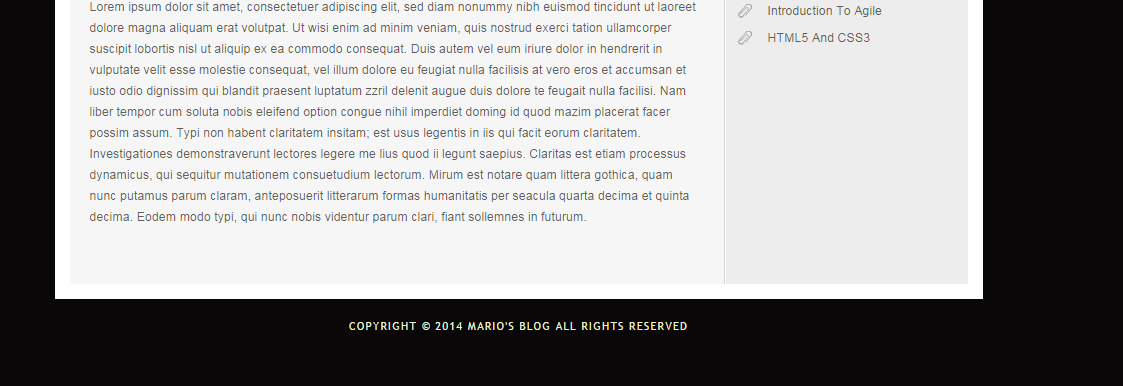 Lorem ipsum dolor sit amet, consectetuer adipiscing elit, sed diam nonummy nibh euismod tincidunt ut laoreet
dolore magna aliquam erat volutpat. Ut wisi enim ad minim veniam, quis nostrud exerci tation ullamcorper
suscipit lobortis nisl ut aliquip ex ea commodo consequat. Duis autem vel eum iriure dolor in hendrerit in
vulputate velit esse molestie consequat, vel illum dolore eu feugiat nulla facilisis at vero eros et accumsan et
iusto odio dignissim qui blandit praesent luptatum zzril delenit augue duis dolore te feugait nulla facilisi. Nam
liber tempor cum soluta nobis eleifend option congue nihil imperdiet doming id quod mazim placerat facer
possim assum. Typi non habent claritatem insitam; est usus legentis in iis qui facit eorum claritatem.
Investigationes demonstraverunt lectores legere me lius quod ii legunt saepius. Claritas est etiam processus
dynamicus, qui sequitur mutationem consuetudium lectorum. Mirum est notare quam littera gothica, quam
nunc putamus parum claram, anteposuerit litterarum formas humanitatis per seacula quarta decima et quinta
decima. Eodem modo typi, qui nunc nobis videntur parum clari, fiant sollemnes in futurum.
Introduction To Agile
HTML5 And CSS3
COPYRIGHT © 2014 MARIO'S BLOG ALL RIGHTS RESERVED